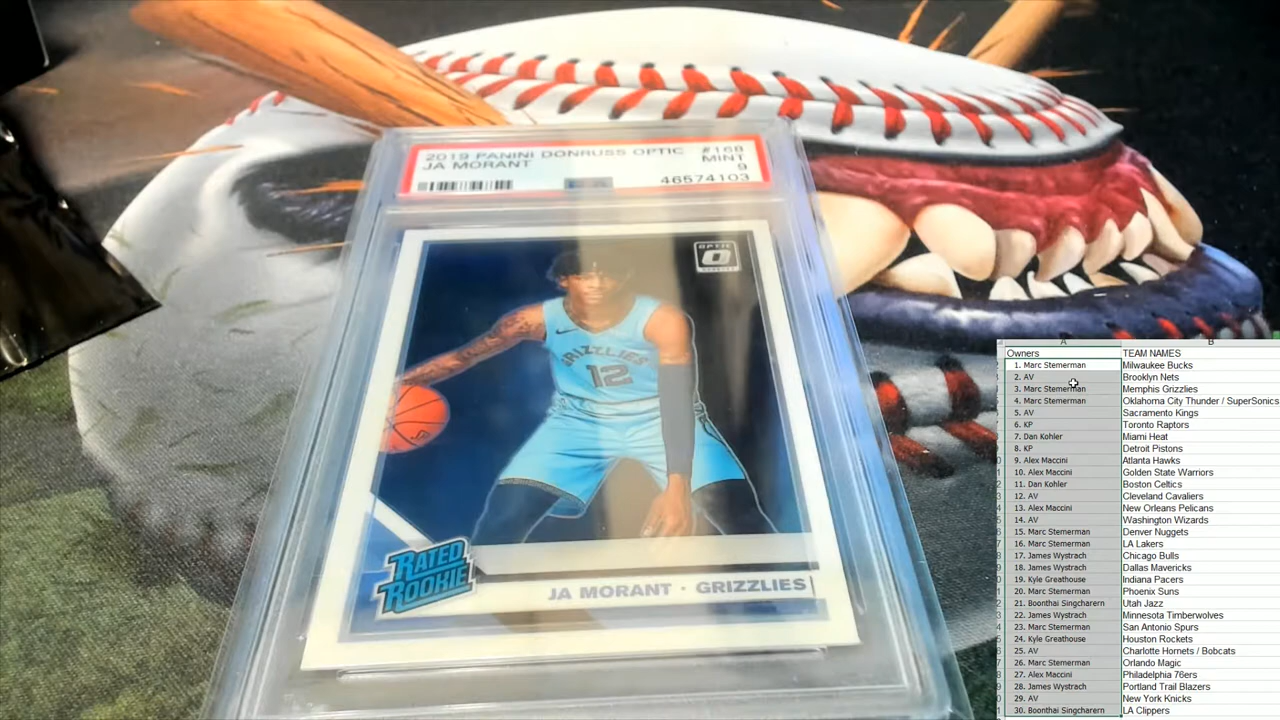 2019 PANINI DONRUSS OPTIC #168
JA MORANT MINT
9
46574103
OPTIC
GRIZZLIES
12
RATED
ROOKIE
JA MORANT · GRIZZLIES
A B
Owners TEAM NAMES
1. Marc Stemerman Milwaukee Bucks
2. AV Brooklyn Nets
3. Marc Stemerman Memphis Grizzlies
4. Marc Stemerman Oklahoma City Thunder / SuperSonics
5. AV Sacramento Kings
6. KP Toronto Raptors
7. Dan Kohler Miami Heat
8. KP Detroit Pistons
9. Alex Maccini Atlanta Hawks
10. Alex Maccini Golden State Warriors
11. Dan Kohler Boston Celtics
12. AV Cleveland Cavaliers
13. Alex Maccini New Orleans Pelicans
14. AV Washington Wizards
15. Marc Stemerman Denver Nuggets
16. Marc Stemerman LA Lakers
17. James Wystrach Chicago Bulls
18. James Wystrach Dallas Mavericks
19. Kyle Greathouse Indiana Pacers
20. Marc Stemerman Phoenix Suns
21. Boonthai Singcharern Utah Jazz
22. James Wystrach Minnesota Timberwolves
23. Marc Stemerman San Antonio Spurs
24. Kyle Greathouse Houston Rockets
25. AV Charlotte Hornets / Bobcats
26. Marc Stemerman Orlando Magic
27. Alex Maccini Philadelphia 76ers
28. James Wystrach Portland Trail Blazers
29. AV New York Knicks
30. Boonthai Singcharern LA Clippers